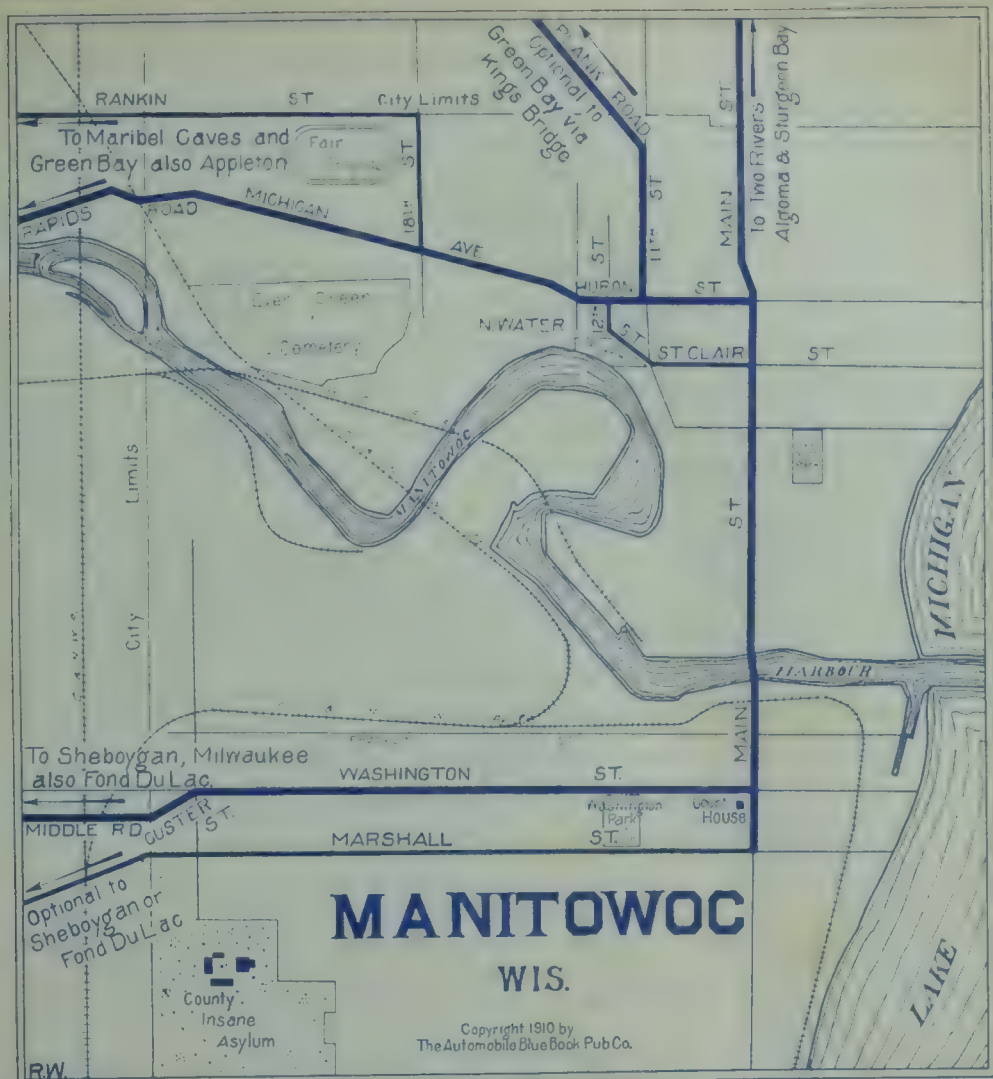 RANKIN ST City Limits
To Maribel Caves and
Green Bay also Appleton
Fair
18TH ST
RAPIDS ROAD MICHIGAN AVE
PLANK ROAD
Optional to
Green Bay via
Kings Bridge
11TH ST
MAIN ST
To Two Rivers
Algoma & Sturgeon Bay
ST
HURON ST
N. WATER ST
12TH
ST CLAIR ST
Ever Green
Cemetery
MANITOWOC
City Limits
MAIN ST
HARBOUR
LAKE MICHIGAN
To Sheboygan, Milwaukee
also Fond Du Lac.
WASHINGTON ST.
MIDDLE RD.
CUSTER ST.
Washington
Park
Court
House
MARSHALL ST.
Optional to
Sheboygan or
Fond Du Lac
MANITOWOC
WIS.
County
Insane
Asylum
Copyright 1910 by
The Automobile Blue Book Pub Co.
R.W.